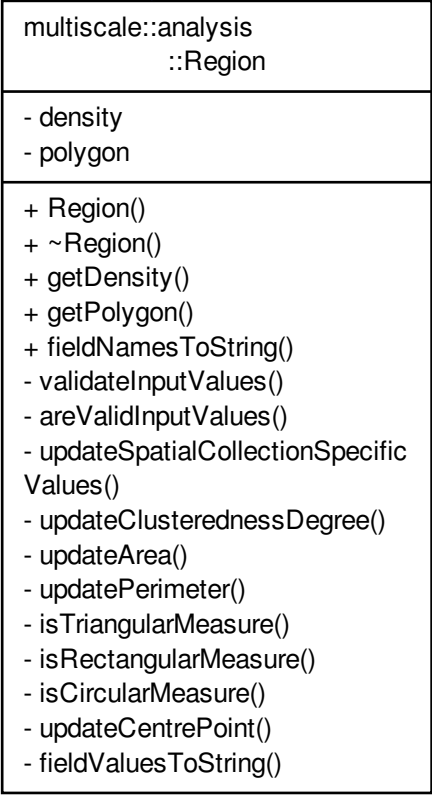 multiscale::analysis
::Region
- density
- polygon
+ Region()
+ ~Region()
+ getDensity()
+ getPolygon()
+ fieldNamesToString()
- validateInputValues()
- areValidInputValues()
- updateSpatialCollectionSpecific
Values()
- updateClusterednessDegree()
- updateArea()
- updatePerimeter()
- isTriangularMeasure()
- isRectangularMeasure()
- isCircularMeasure()
- updateCentrePoint()
- fieldValuesToString()